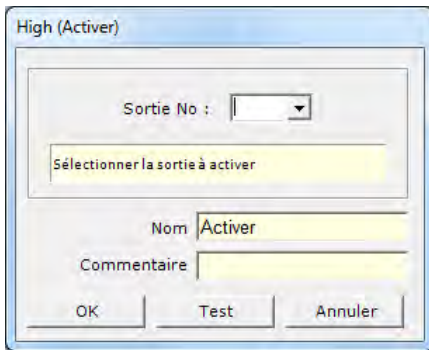 High (Activer)
Sortie No :
Sélectionner la sortie à activer
Nom Activer
Commentaire
OK Test Annuler